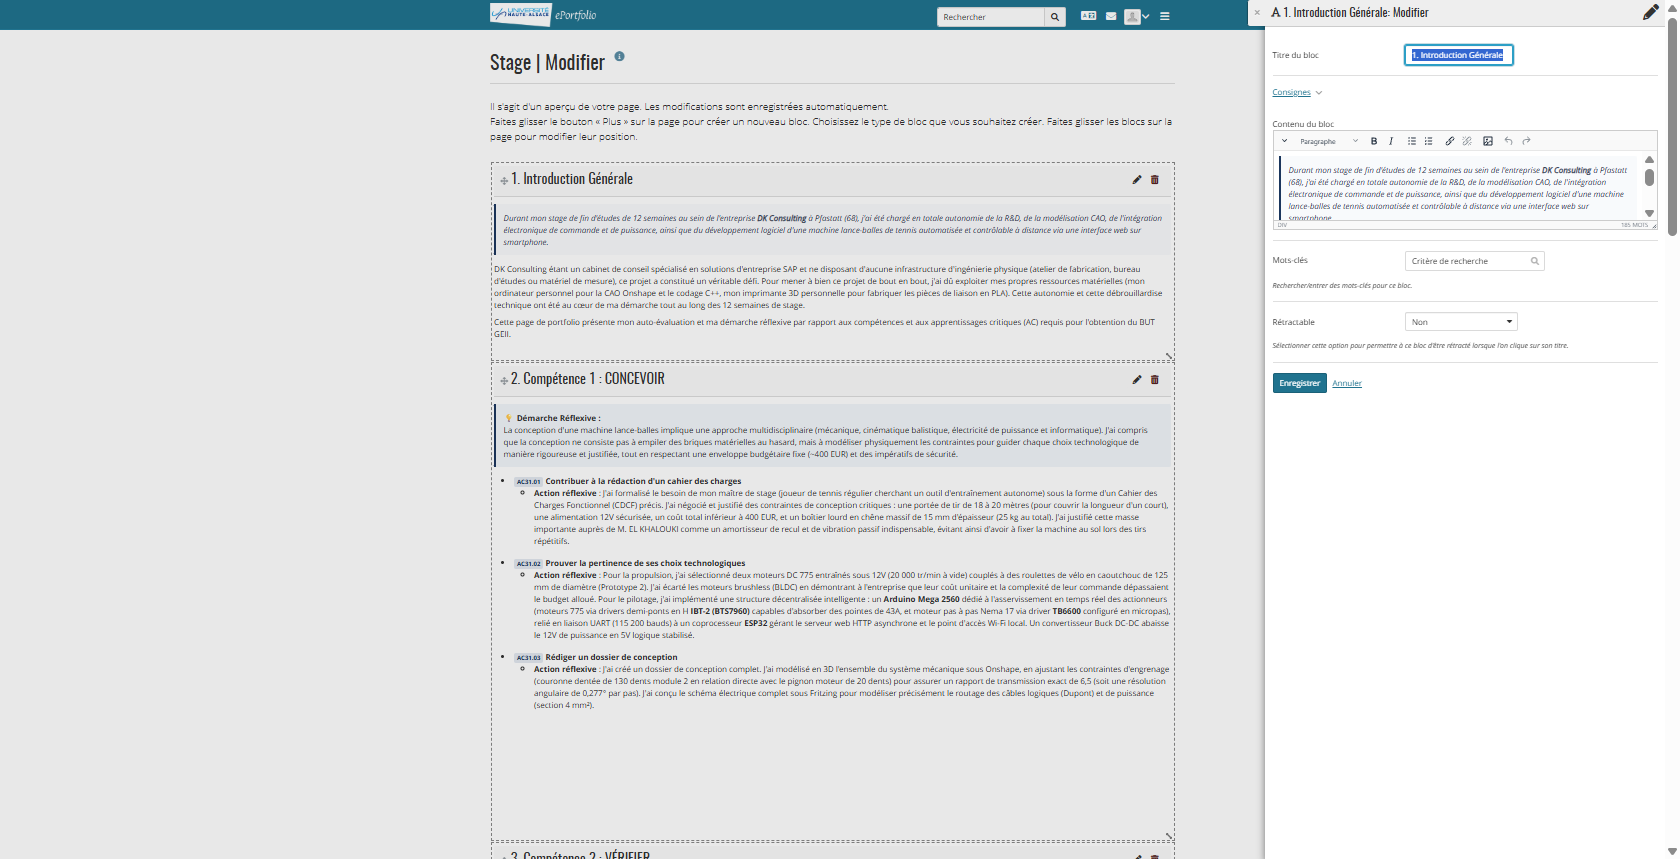 UNIVERSITÉ
HAUTE-ALSACE
ePortfolio
Rechercher
Stage | Modifier
Il s'agit d'un aperçu de votre page. Les modifications sont enregistrées automatiquement.
Faites glisser le bouton « Plus » sur la page pour créer un nouveau bloc. Choisissez le type de bloc que vous souhaitez créer. Faites glisser les blocs sur la
page pour modifier leur position.
1. Introduction Générale
Durant mon stage de fin d'études de 12 semaines au sein de l'entreprise DK Consulting à Pfastatt (68), j'ai été chargé en totale autonomie de la R&D, de la modélisation CAO, de l'intégration
électronique de commande et de puissance, ainsi que du développement logiciel d'une machine lance-balles de tennis automatisée et contrôlable à distance via une interface web sur
smartphone.
DK Consulting étant un cabinet de conseil spécialisé en solutions d'entreprise SAP et ne disposant d'aucune infrastructure d'ingénierie physique (atelier de fabrication, bureau
d'études ou matériel de mesure), ce projet a constitué un véritable défi. Pour mener à bien ce projet de bout en bout, j'ai dû exploiter mes propres ressources matérielles (mon
ordinateur personnel pour la CAO Onshape et le codage C++, mon imprimante 3D personnelle pour fabriquer les pièces de liaison en PLA). Cette autonomie et cette débrouillardise
technique ont été au cœur de ma démarche tout au long des 12 semaines de stage.
Cette page de portfolio présente mon auto-évaluation et ma démarche réflexive par rapport aux compétences et aux apprentissages critiques (AC) requis pour l'obtention du BUT
GEII.
2. Compétence 1 : CONCEVOIR
Démarche Réflexive :
La conception d'une machine lance-balles implique une approche multidisciplinaire (mécanique, cinématique balistique, électricité de puissance et informatique). J'ai compris
que la conception ne consiste pas à empiler des briques matérielles au hasard, mais à modéliser physiquement les contraintes pour guider chaque choix technologique de
manière rigoureuse et justifiée, tout en respectant une enveloppe budgétaire fixe (~400 EUR) et des impératifs de sécurité.
AC31.01 Contribuer à la rédaction d'un cahier des charges
Action réflexive : J'ai formalisé le besoin de mon maître de stage (joueur de tennis régulier cherchant un outil d'entraînement autonome) sous la forme d'un Cahier des
Charges Fonctionnel (CDCF) précis. J'ai négocié et justifié des contraintes de conception critiques : une portée de tir de 18 à 20 mètres (pour couvrir la longueur d'un court),
une alimentation 12V sécurisée, un coût total inférieur à 400 EUR, et un boîtier lourd en chêne massif de 15 mm d'épaisseur (25 kg au total). J'ai justifié cette masse
importante auprès de M. EL KHALOUKI comme un amortisseur de recul et de vibration passif indispensable, évitant ainsi d'avoir à fixer la machine au sol lors des tirs
répétitifs.
AC31.02 Prouver la pertinence de ses choix technologiques
Action réflexive : Pour la propulsion, j'ai sélectionné deux moteurs DC 775 entraînés sous 12V (20 000 tr/min à vide) couplés à des roulettes de vélo en caoutchouc de 125
mm de diamètre (Prototype 2). J'ai écarté les moteurs brushless (BLDC) en démontrant à l'entreprise que leur coût unitaire et la complexité de leur commande dépassaient
le budget alloué. Pour le pilotage, j'ai implémenté une structure décentralisée intelligente : un Arduino Mega 2560 dédié à l'asservissement en temps réel des actionneurs
(moteurs 775 via drivers demi-ponts en H IBT-2 (BTS7960) capables d'absorber des pointes de 43A, et moteur pas à pas Nema 17 via driver TB6600 configuré en micropas),
relié en liaison UART (115 200 bauds) à un coprocesseur ESP32 gérant le serveur web HTTP asynchrone et le point d'accès Wi-Fi local. Un convertisseur Buck DC-DC abaisse
le 12V de puissance en 5V logique stabilisé.
AC31.03 Rédiger un dossier de conception
Action réflexive : J'ai créé un dossier de conception complet. J'ai modélisé en 3D l'ensemble du système mécanique sous Onshape, en ajustant les contraintes d'engrenage
(couronne dentée de 130 dents module 2 en relation directe avec le pignon moteur de 20 dents) pour assurer un rapport de transmission exact de 6,5 (soit une résolution
angulaire de 0,277° par pas). J'ai conçu le schéma électrique complet sous Fritzing pour modéliser précisément le routage des câbles logiques (Dupont) et de puissance
(section 4 mm²).
3. Compétence 2 : VÉRIFIER
A 1. Introduction Générale: Modifier
Titre du bloc
1. Introduction Générale
Consignes
Contenu du bloc
Paragraphe
B I
Durant mon stage de fin d'études de 12 semaines au sein de l'entreprise DK Consulting à Pfastatt
(68), j'ai été chargé en totale autonomie de la R&D, de la modélisation CAO, de l'intégration
électronique de commande et de puissance, ainsi que du développement logiciel d'une machine
lance-balles de tennis automatisée et contrôlable à distance via une interface web sur
smartphone.
DIV
185 MOTS
Mots-clés
Critère de recherche
Rechercher/entrer des mots-clés pour ce bloc.
Rétractable
Non
Sélectionner cette option pour permettre à ce bloc d'être rétracté lorsque l'on clique sur son titre.
Enregistrer
Annuler